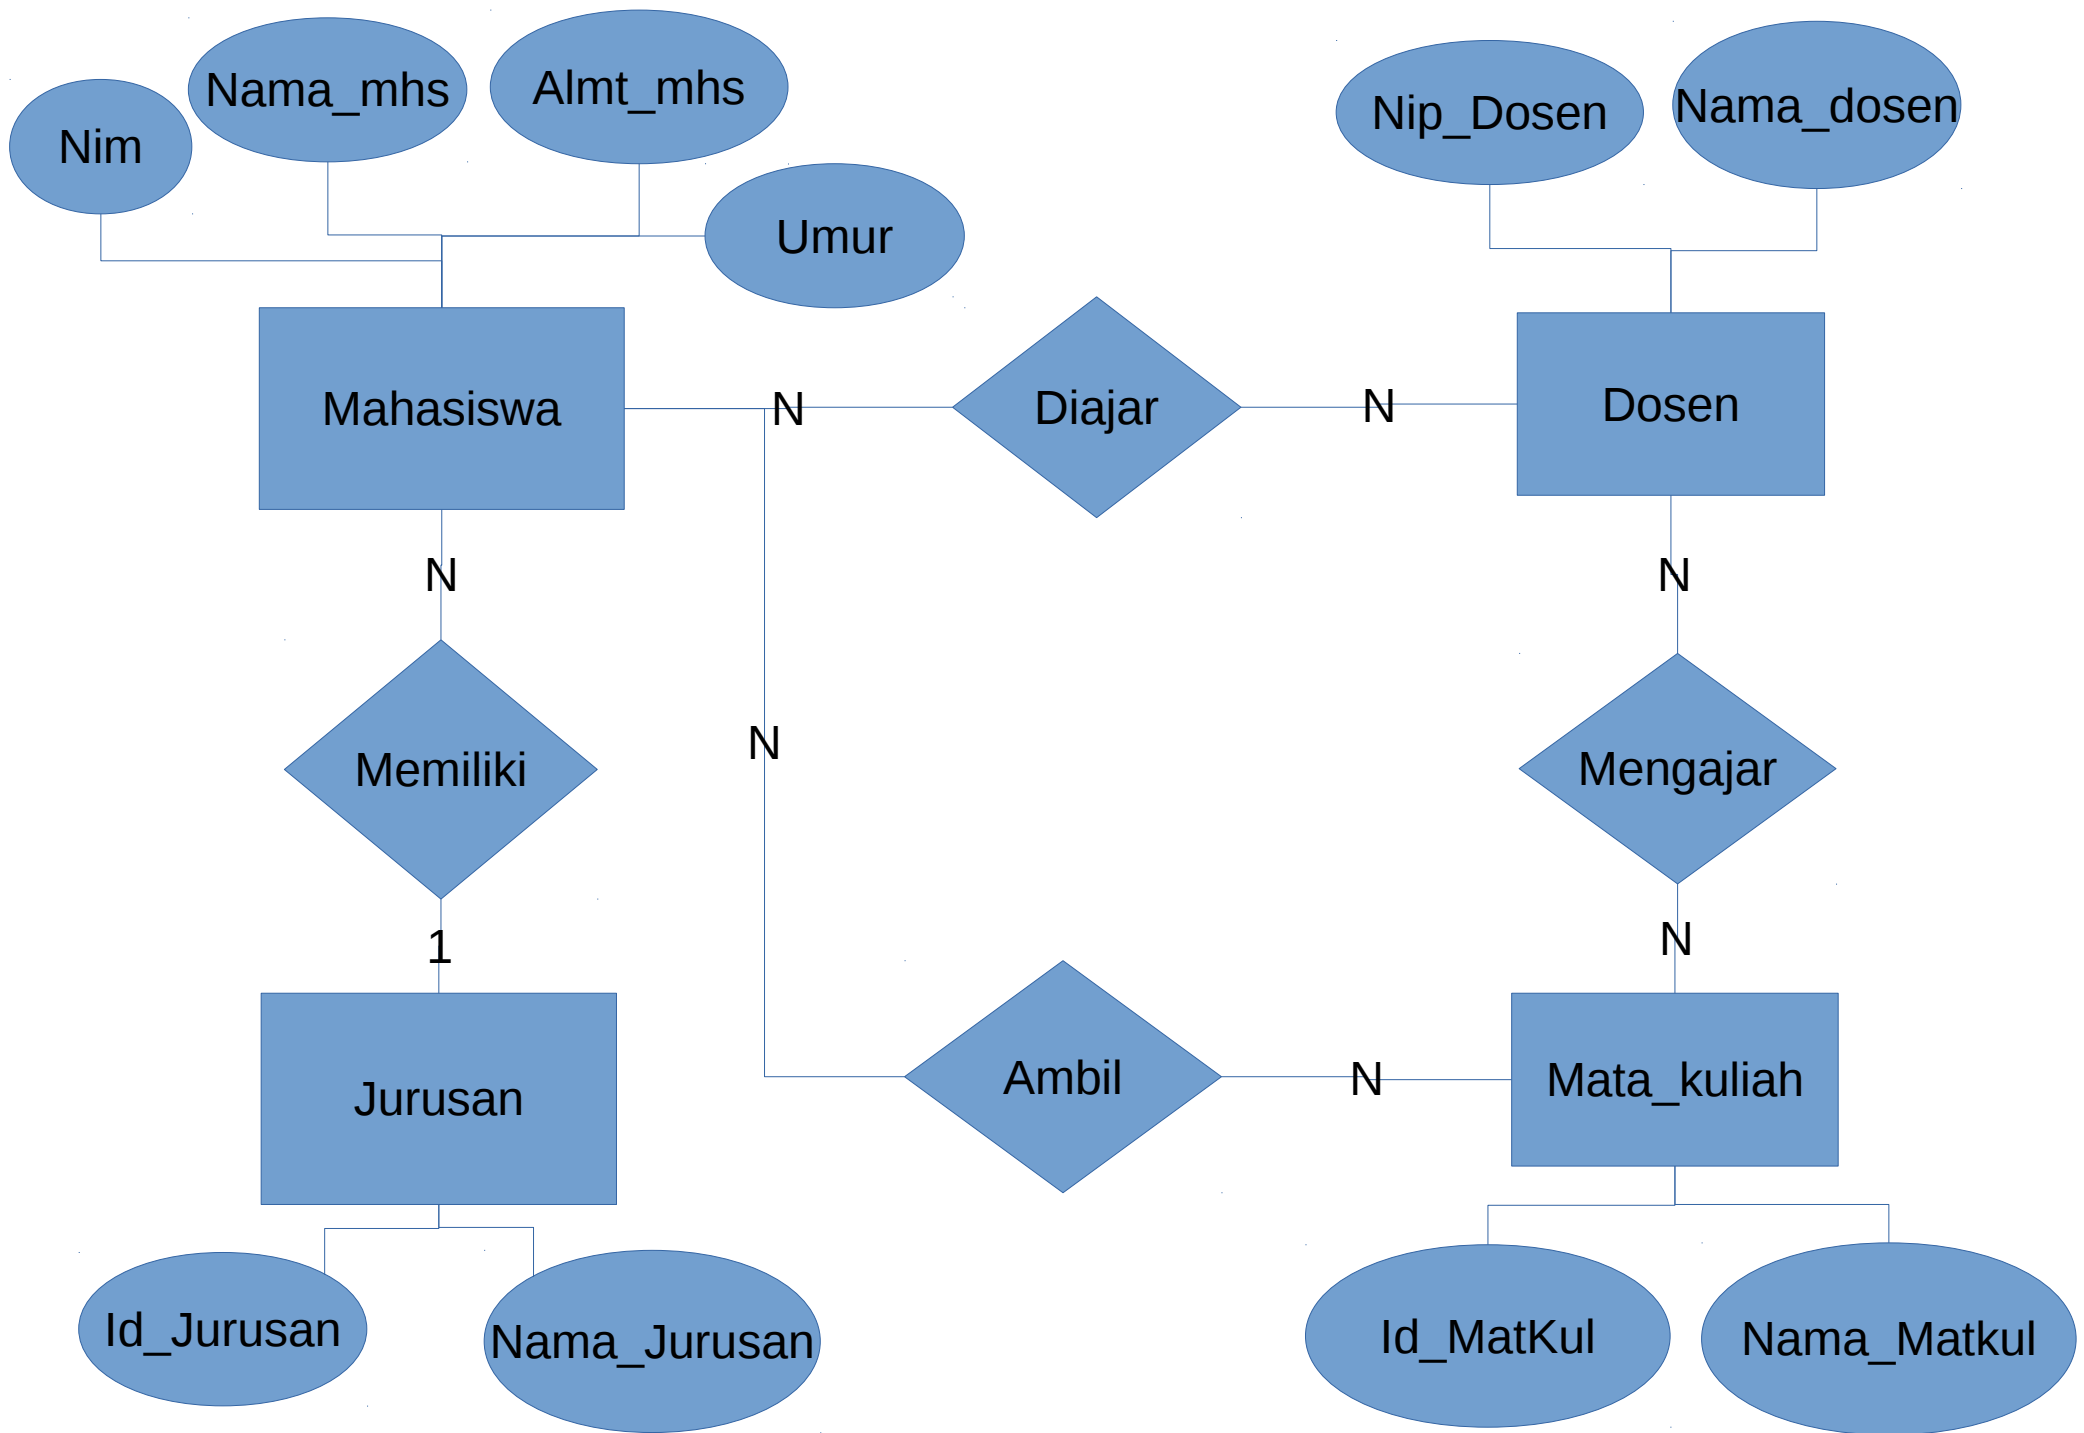 Nim
Nama_mhs
Almt_mhs
Umur
Nip_Dosen
Nama_dosen
Mahasiswa
N
Diajar
N
Dosen
N
N
Memiliki
N
Mengajar
1
N
Jurusan
Ambil
N
Mata_kuliah
Id_Jurusan
Nama_Jurusan
Id_MatKul
Nama_Matkul